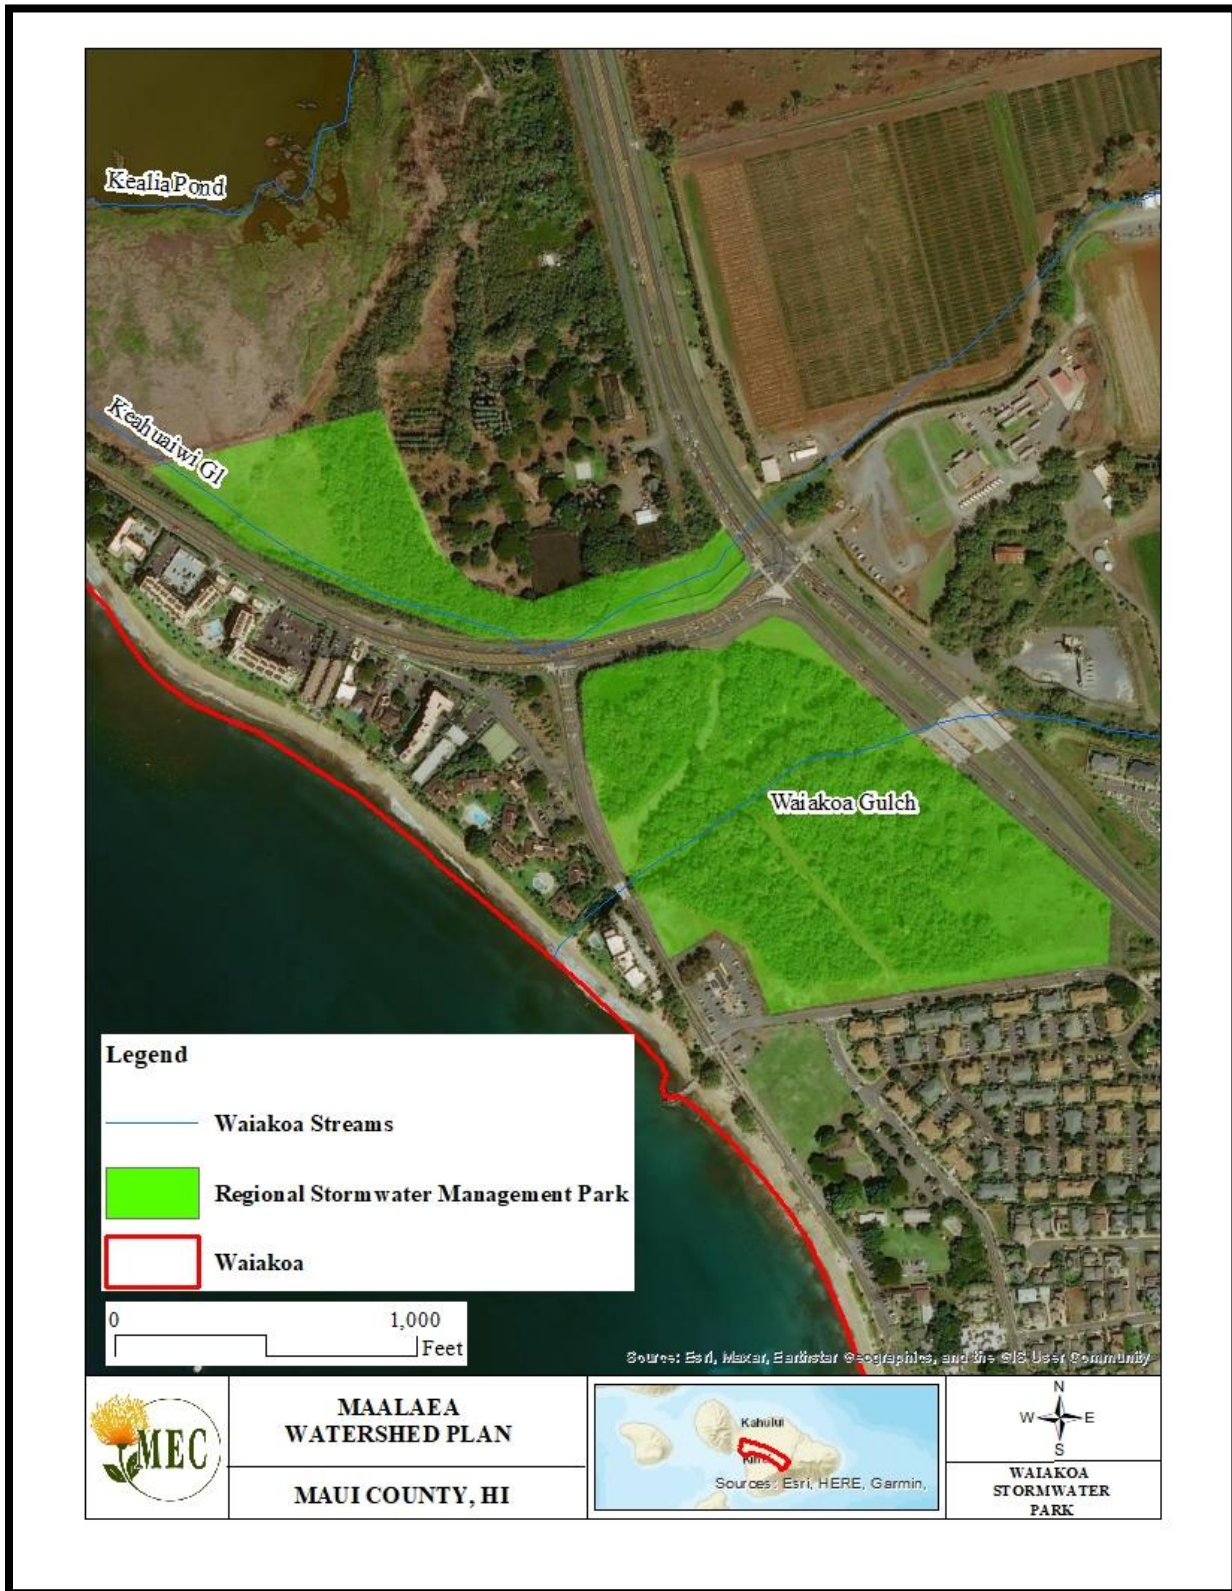 Kealia Pond
Keahuaiwi Gl
Waiakoa Gulch
Legend
Waiakoa Streams
Regional Stormwater Management Park
Waiakoa
0 1,000
Feet
Source: Esri, Maxar, Earthstar Geographics, and the GIS User Community
MEC
MAALAEA
WATERSHED PLAN
MAUI COUNTY, HI
Kahului
Sources: Esri, HERE, Garmin,
N
W E
S
WAIAKOA
STORMWATER
PARK